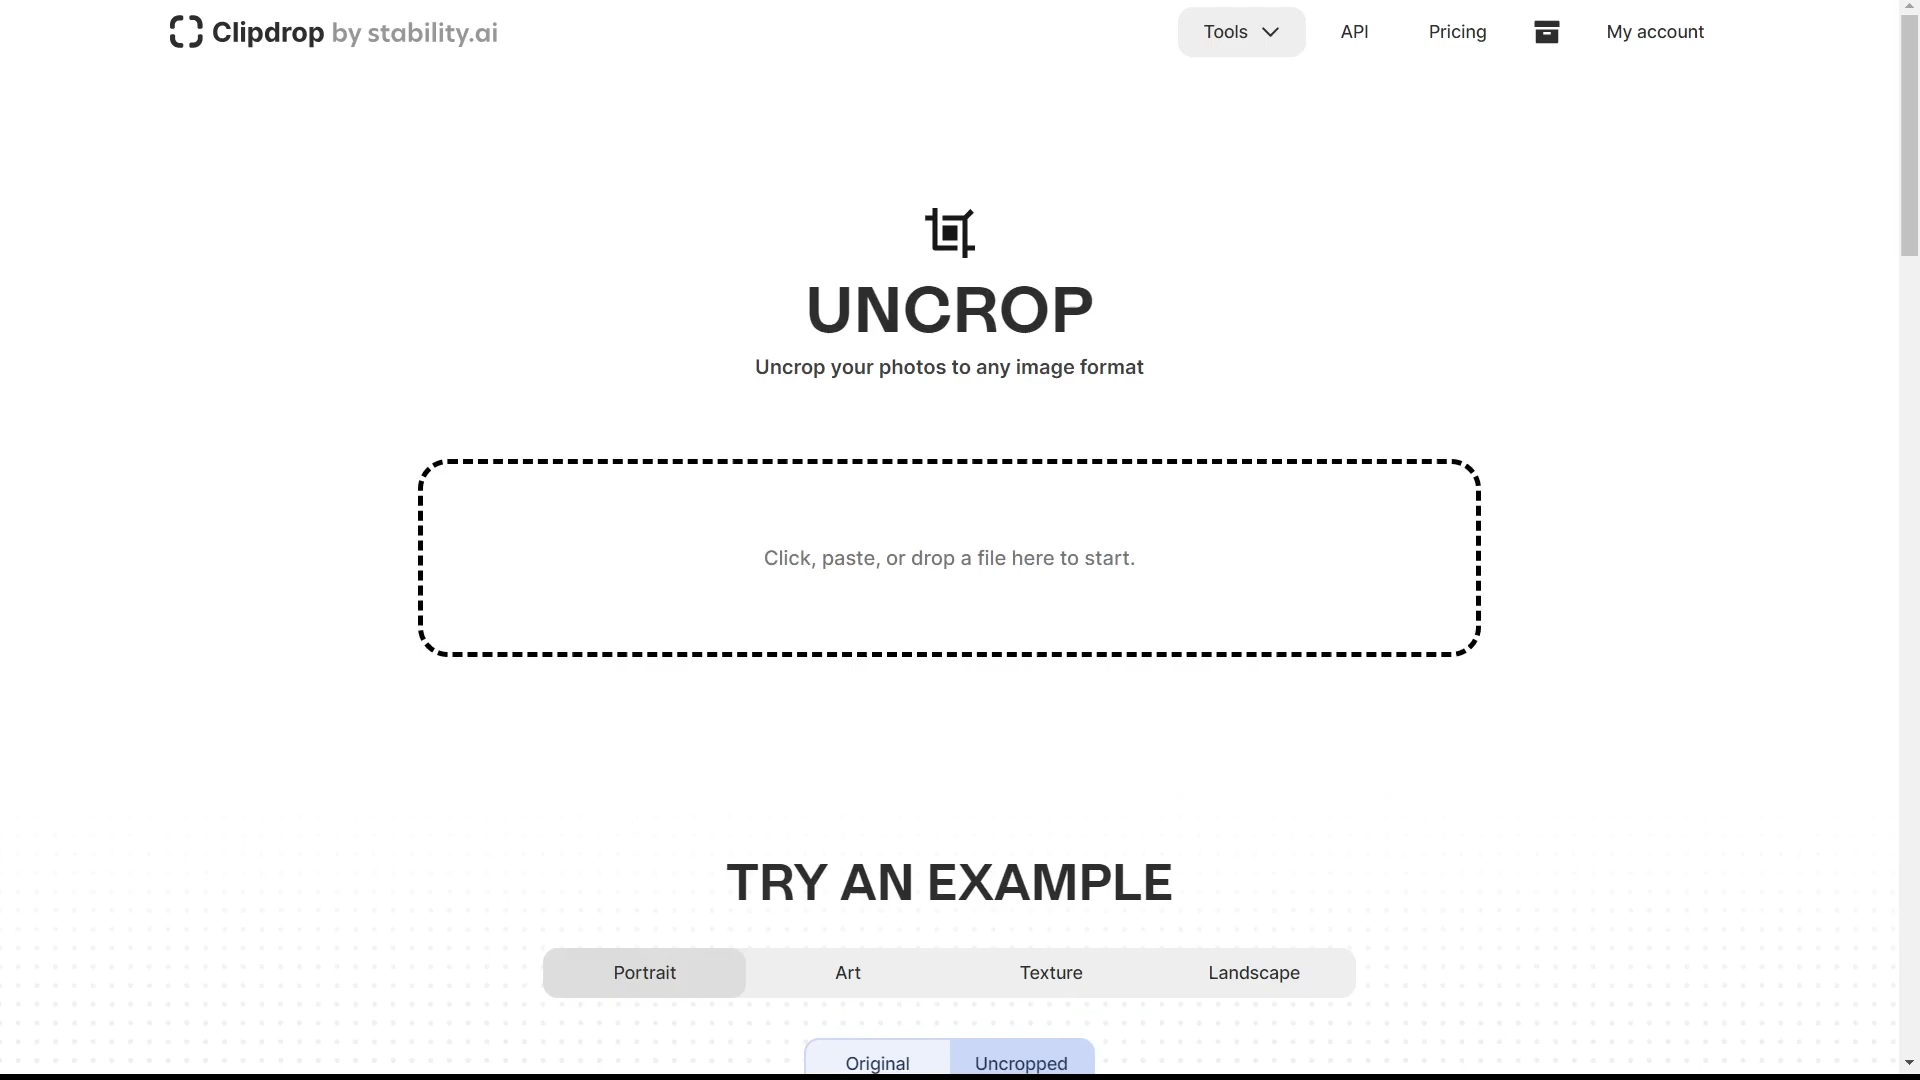 Clipdrop by stability.ai
Tools
API
Pricing
My account
UNCROP
Uncrop your photos to any image format
Click, paste, or drop a file here to start.
TRY AN EXAMPLE
Portrait
Art
Texture
Landscape
Original
Uncropped